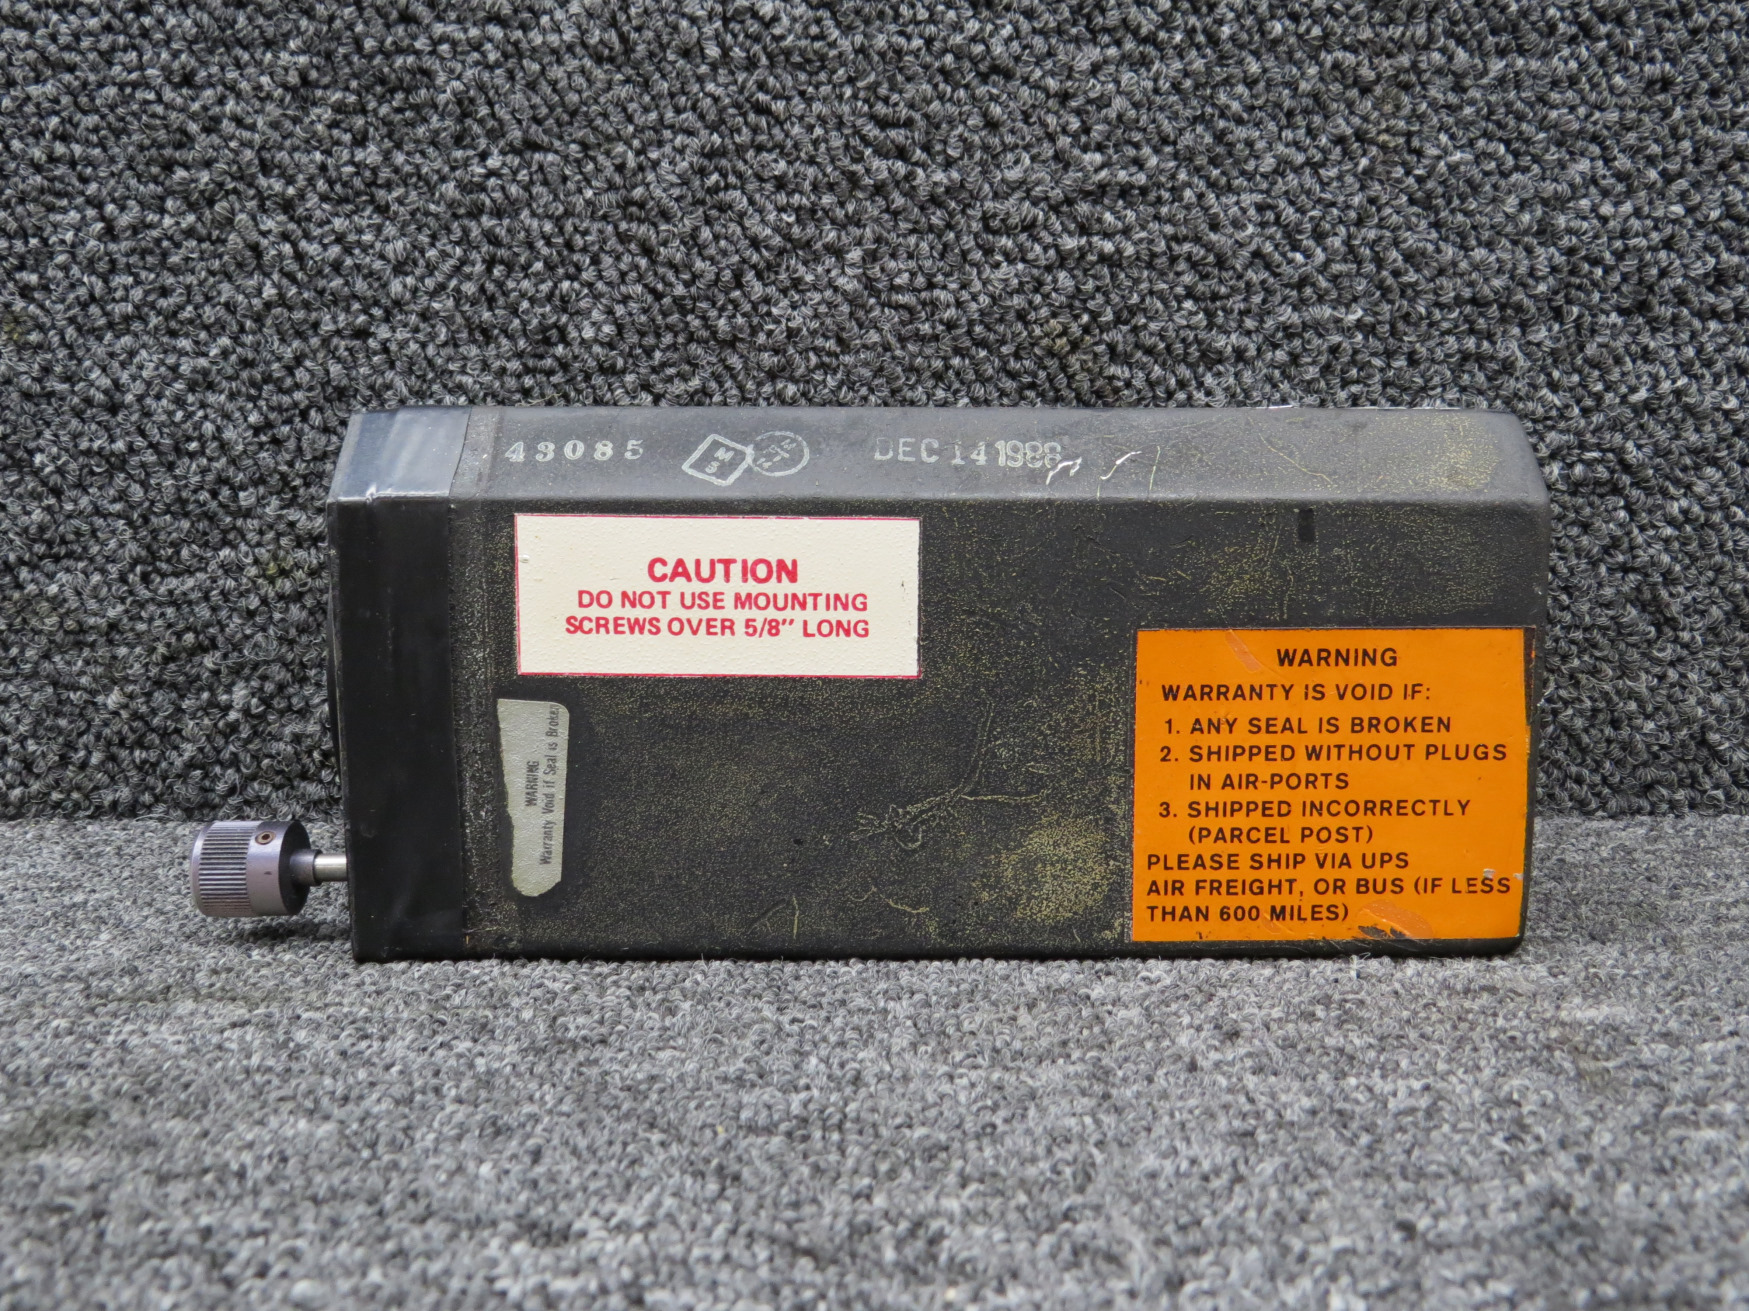 43085
M
S
DEC 14 1988
CAUTION
DO NOT USE MOUNTING
SCREWS OVER 5/8" LONG
WARNING
Warranty Void if Seal is Broken
WARNING
WARRANTY IS VOID IF:
1. ANY SEAL IS BROKEN
2. SHIPPED WITHOUT PLUGS
IN AIR-PORTS
3. SHIPPED INCORRECTLY
(PARCEL POST)
PLEASE SHIP VIA UPS
AIR FREIGHT, OR BUS (IF LESS
THAN 600 MILES)